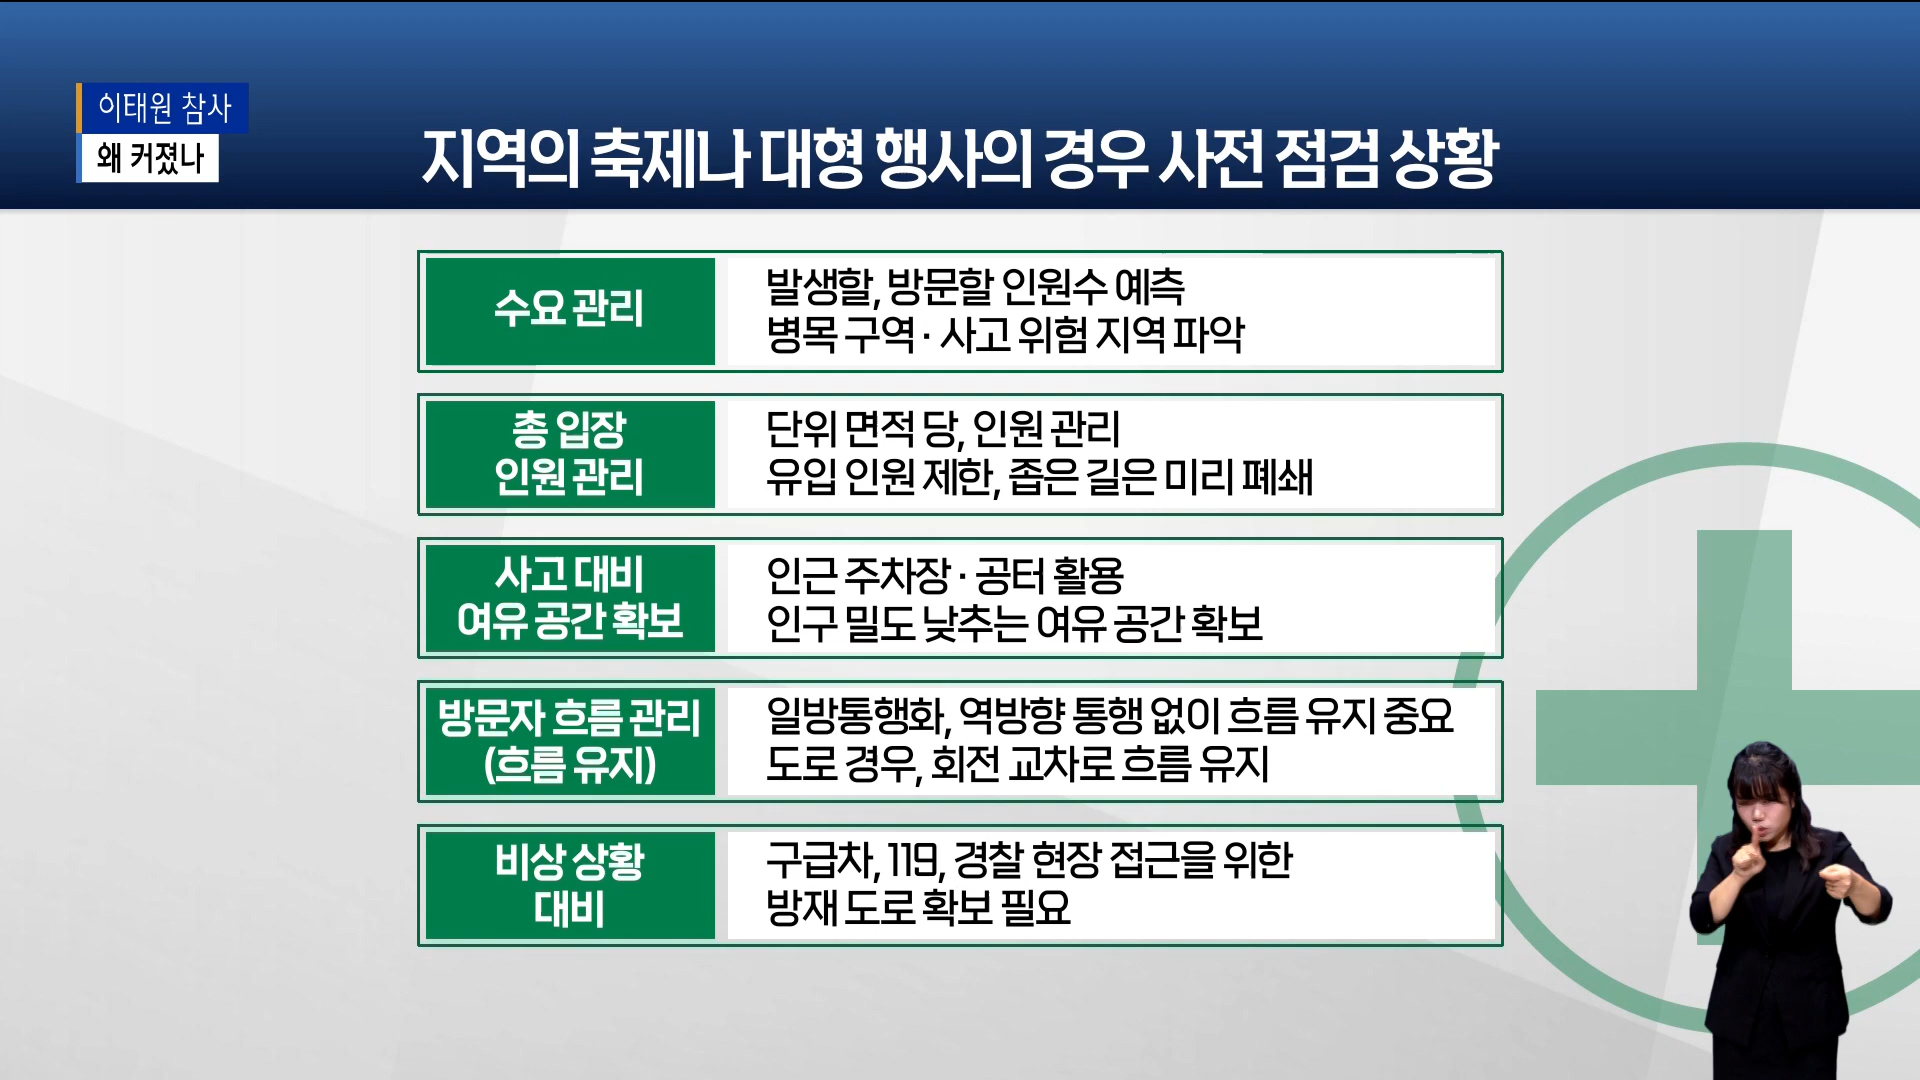 이태원 참사
왜 커졌나
지역의 축제나 대형 행사의 경우 사전 점검 상황
수요 관리
발생할, 방문할 인원수 예측
병목 구역 · 사고 위험 지역 파악
총 입장
인원 관리
단위 면적 당, 인원 관리
유입 인원 제한, 좁은 길은 미리 폐쇄
사고 대비
여유 공간 확보
인근 주차장 · 공터 활용
인구 밀도 낮추는 여유 공간 확보
방문자 흐름 관리
(흐름 유지)
일방통행화, 역방향 통행 없이 흐름 유지 중요
도로 경우, 회전 교차로 흐름 유지
비상 상황
대비
구급차, 119, 경찰 현장 접근을 위한
방재 도로 확보 필요